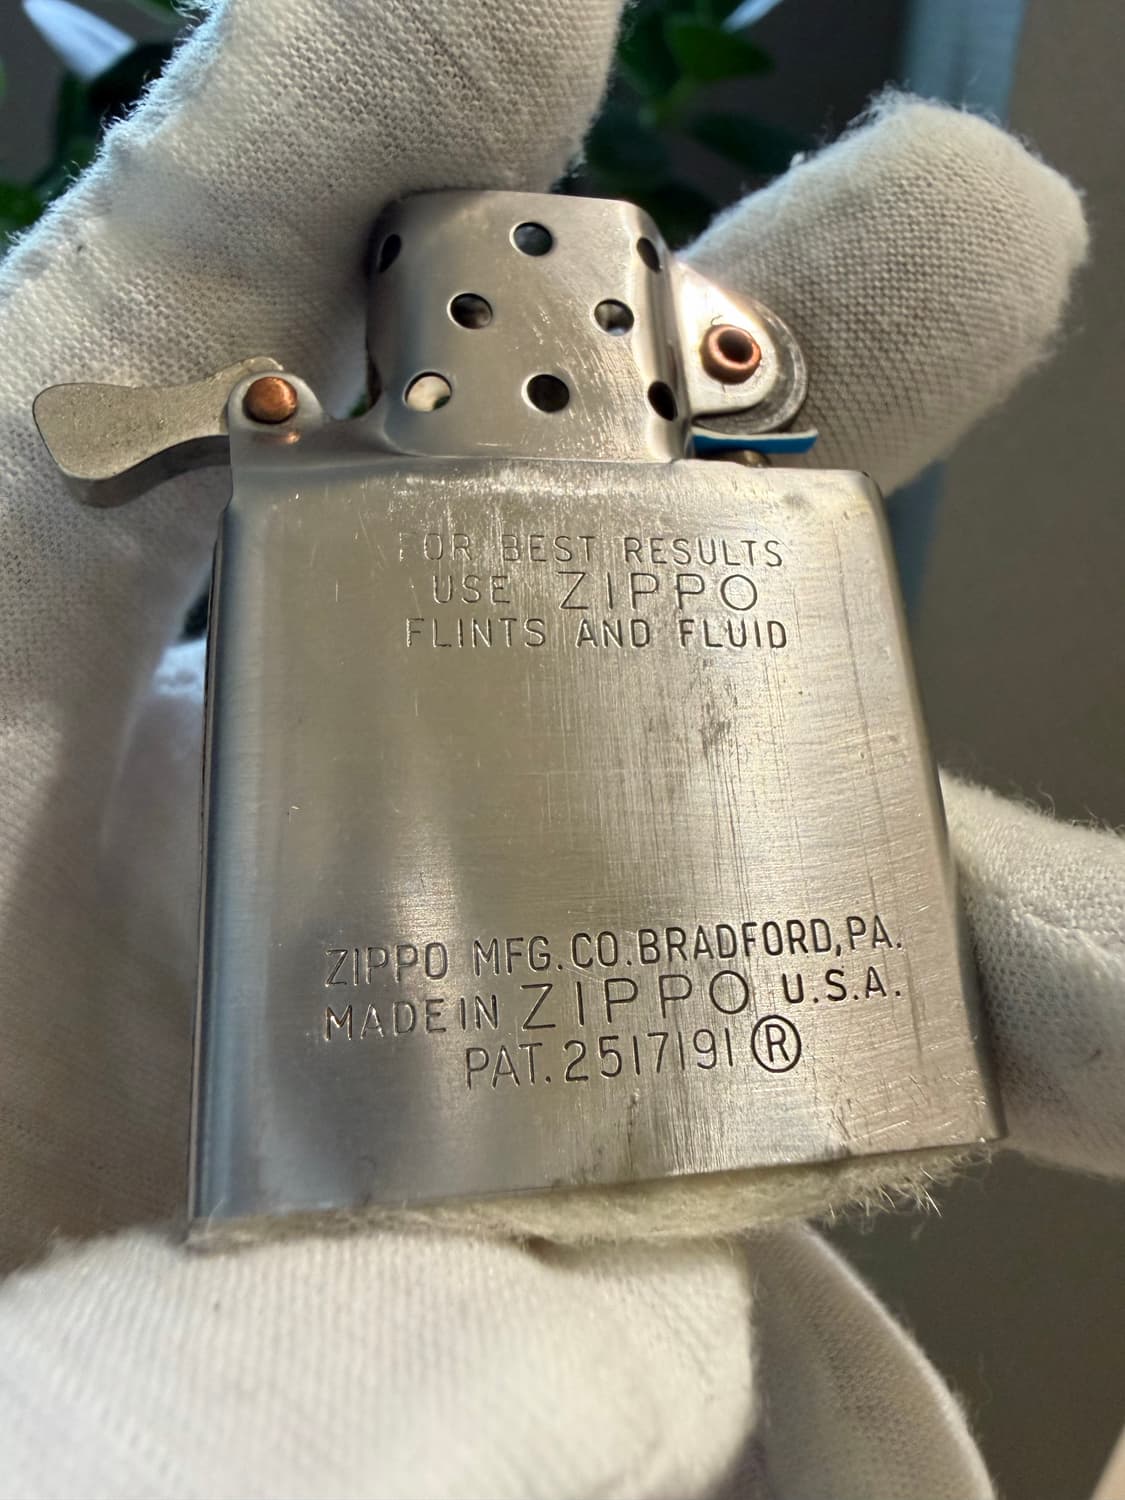 FOR BEST RESULTS
USE ZIPPO
FLINTS AND FLUID
ZIPPO MFG. CO. BRADFORD, PA.
MADE IN ZIPPO U.S.A.
PAT. 2517191 ®